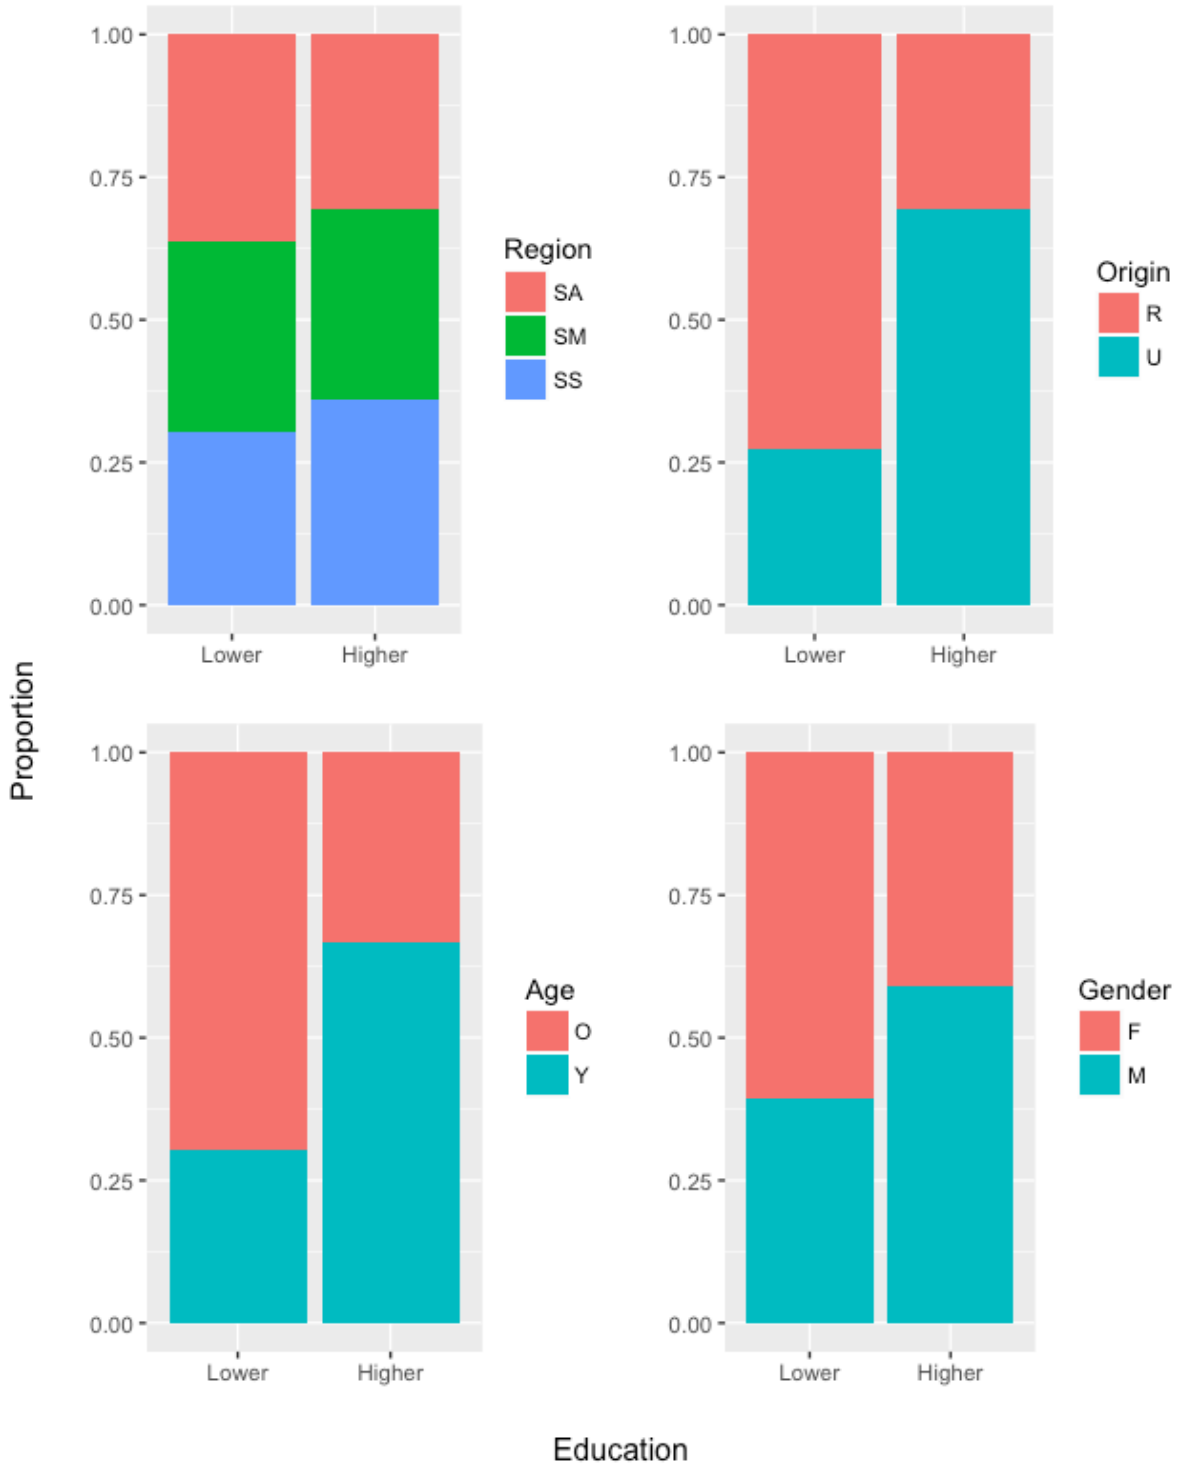 1.00
0.75
0.50
0.25
0.00
Lower Higher
Region
SA
SM
SS
1.00
0.75
0.50
0.25
0.00
Lower Higher
Origin
R
U
Proportion
1.00
0.75
0.50
0.25
0.00
Lower Higher
Age
O
Y
1.00
0.75
0.50
0.25
0.00
Lower Higher
Gender
F
M
Education